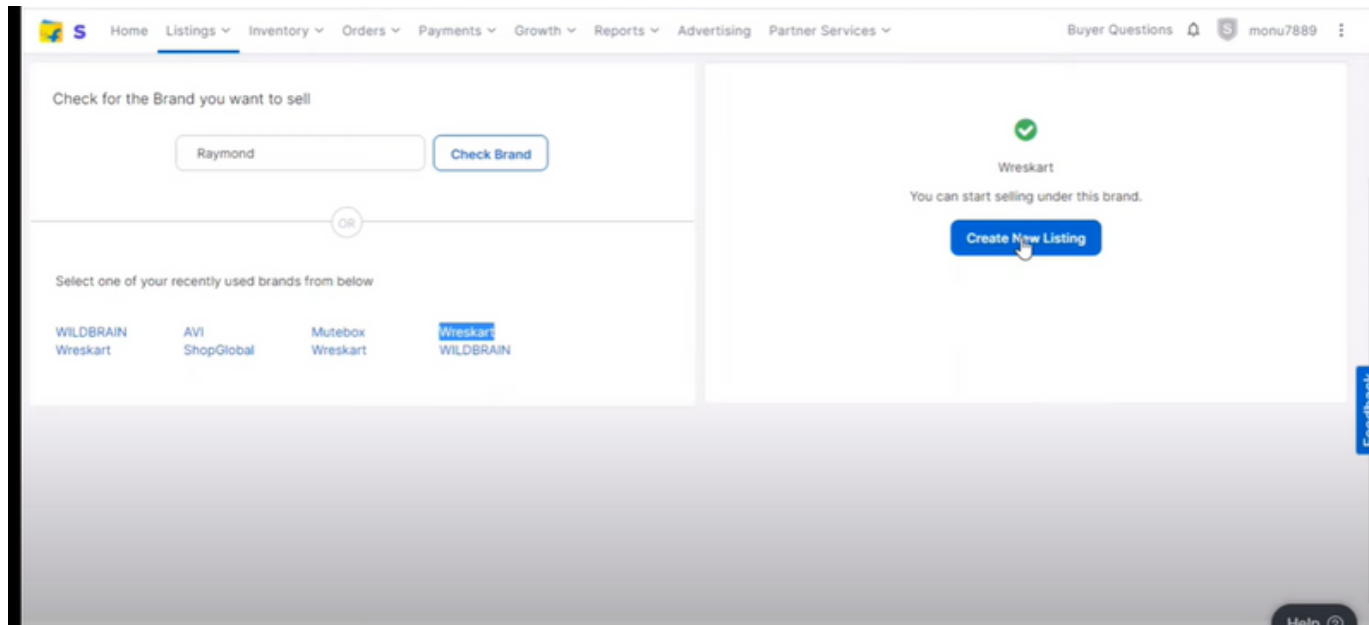 S Home Listings Inventory Orders Payments Growth Reports Advertising Partner Services Buyer Questions S monu7889
Check for the Brand you want to sell
Raymond Check Brand
OR
Select one of your recently used brands from below
WILDBRAIN AVI Mutebox Wreskart
Wreskart ShopGlobal Wreskart WILDBRAIN
Wreskart
You can start selling under this brand.
Create New Listing
Feedback
Help